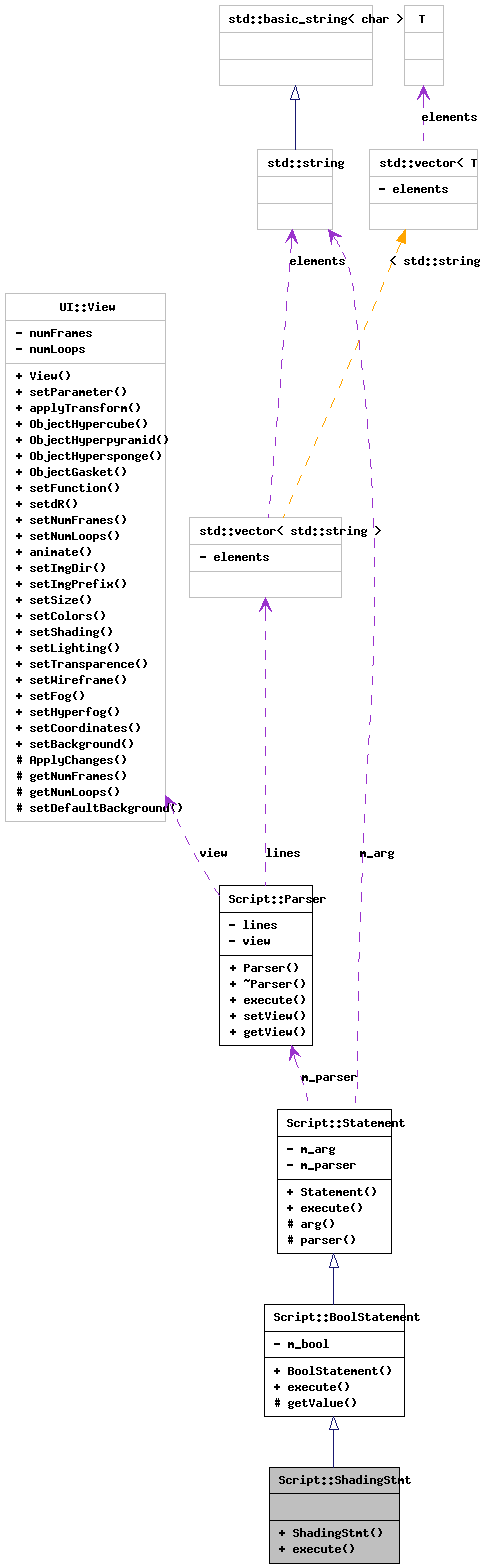 std::basic_string< char >
T
elements
std::string
std::vector< T
- elements
elements
< std::string
UI::View
- numFrames
- numLoops
+ View()
+ setParameter()
+ applyTransform()
+ ObjectHypercube()
+ ObjectHyperpyramid()
+ ObjectHypersponge()
+ ObjectGasket()
+ setFunction()
+ setdR()
+ setNumFrames()
+ setNumLoops()
+ animate()
+ setImgDir()
+ setImgPrefix()
+ setSize()
+ setColors()
+ setShading()
+ setLighting()
+ setTransparence()
+ setWireframe()
+ setFog()
+ setHyperfog()
+ setCoordinates()
+ setBackground()
# ApplyChanges()
# getNumFrames()
# getNumLoops()
# setDefaultBackground()
std::vector< std::string >
- elements
view
lines
m_arg
Script::Parser
- lines
- view
+ Parser()
+ ~Parser()
+ execute()
+ setView()
+ getView()
m_parser
Script::Statement
- m_arg
- m_parser
+ Statement()
+ execute()
# arg()
# parser()
Script::BoolStatement
- m_bool
+ BoolStatement()
+ execute()
# getValue()
Script::ShadingStmt
+ ShadingStmt()
+ execute()